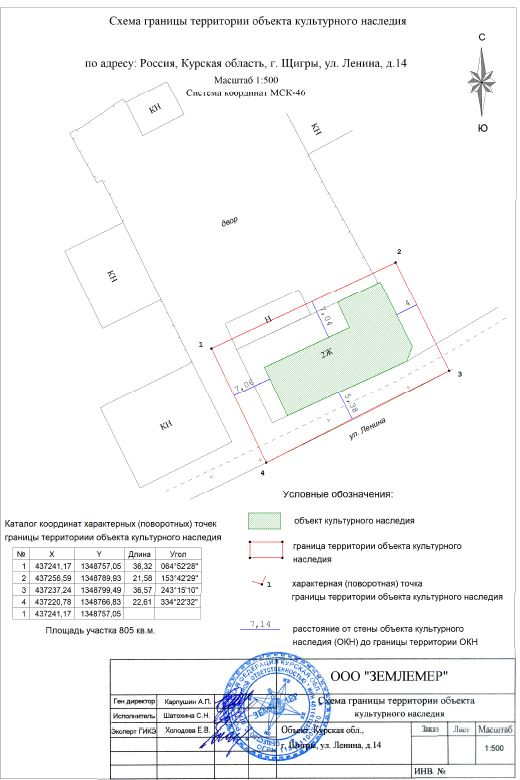 Схема границы территории объекта культурного наследия
по адресу: Россия, Курская область, г. Щигры, ул. Ленина, д.14
Масштаб 1:500
Система координат МСК-46
С
Ю
КН
КН
двор
КН
Н
7,04
2
4
1
2Ж
7,06
5,38
3
КН
ул. Ленина
4
Условные обозначения:
объект культурного наследия
граница территории объекта культурного
наследия
1
характерная (поворотная) точка
границы территории объекта культурного наследия
7,14
расстояние от стены объекта культурного
наследия (ОКН) до границы территории ОКН
Каталог координат характерных (поворотных) точек
границы территориии объекта культурного наследия
№ X Y Длина Угол
1 437241,17 1348757,05 36,32 064°52'28"
2 437256,59 1348789,93 21,58 153°42'29"
3 437237,24 1348799,49 36,57 243°15'10"
4 437220,78 1348766,83 22,61 334°22'32"
1 437241,17 1348757,05
Площадь участка 805 кв.м.
ООО "ЗЕМЛЕМЕР"
Ген директор Карпушин А.П.
Исполнитель Шатохина С.Н.
Эксперт ГИКЭ Холодова Е.В.
Схема границы территории объекта
культурного наследия
Объект: Курская обл.,
г. Щигры, ул. Ленина, д.14
Заказ Лист Масштаб
1:500
ИНВ. №
ЗЕМЛЕМЕР